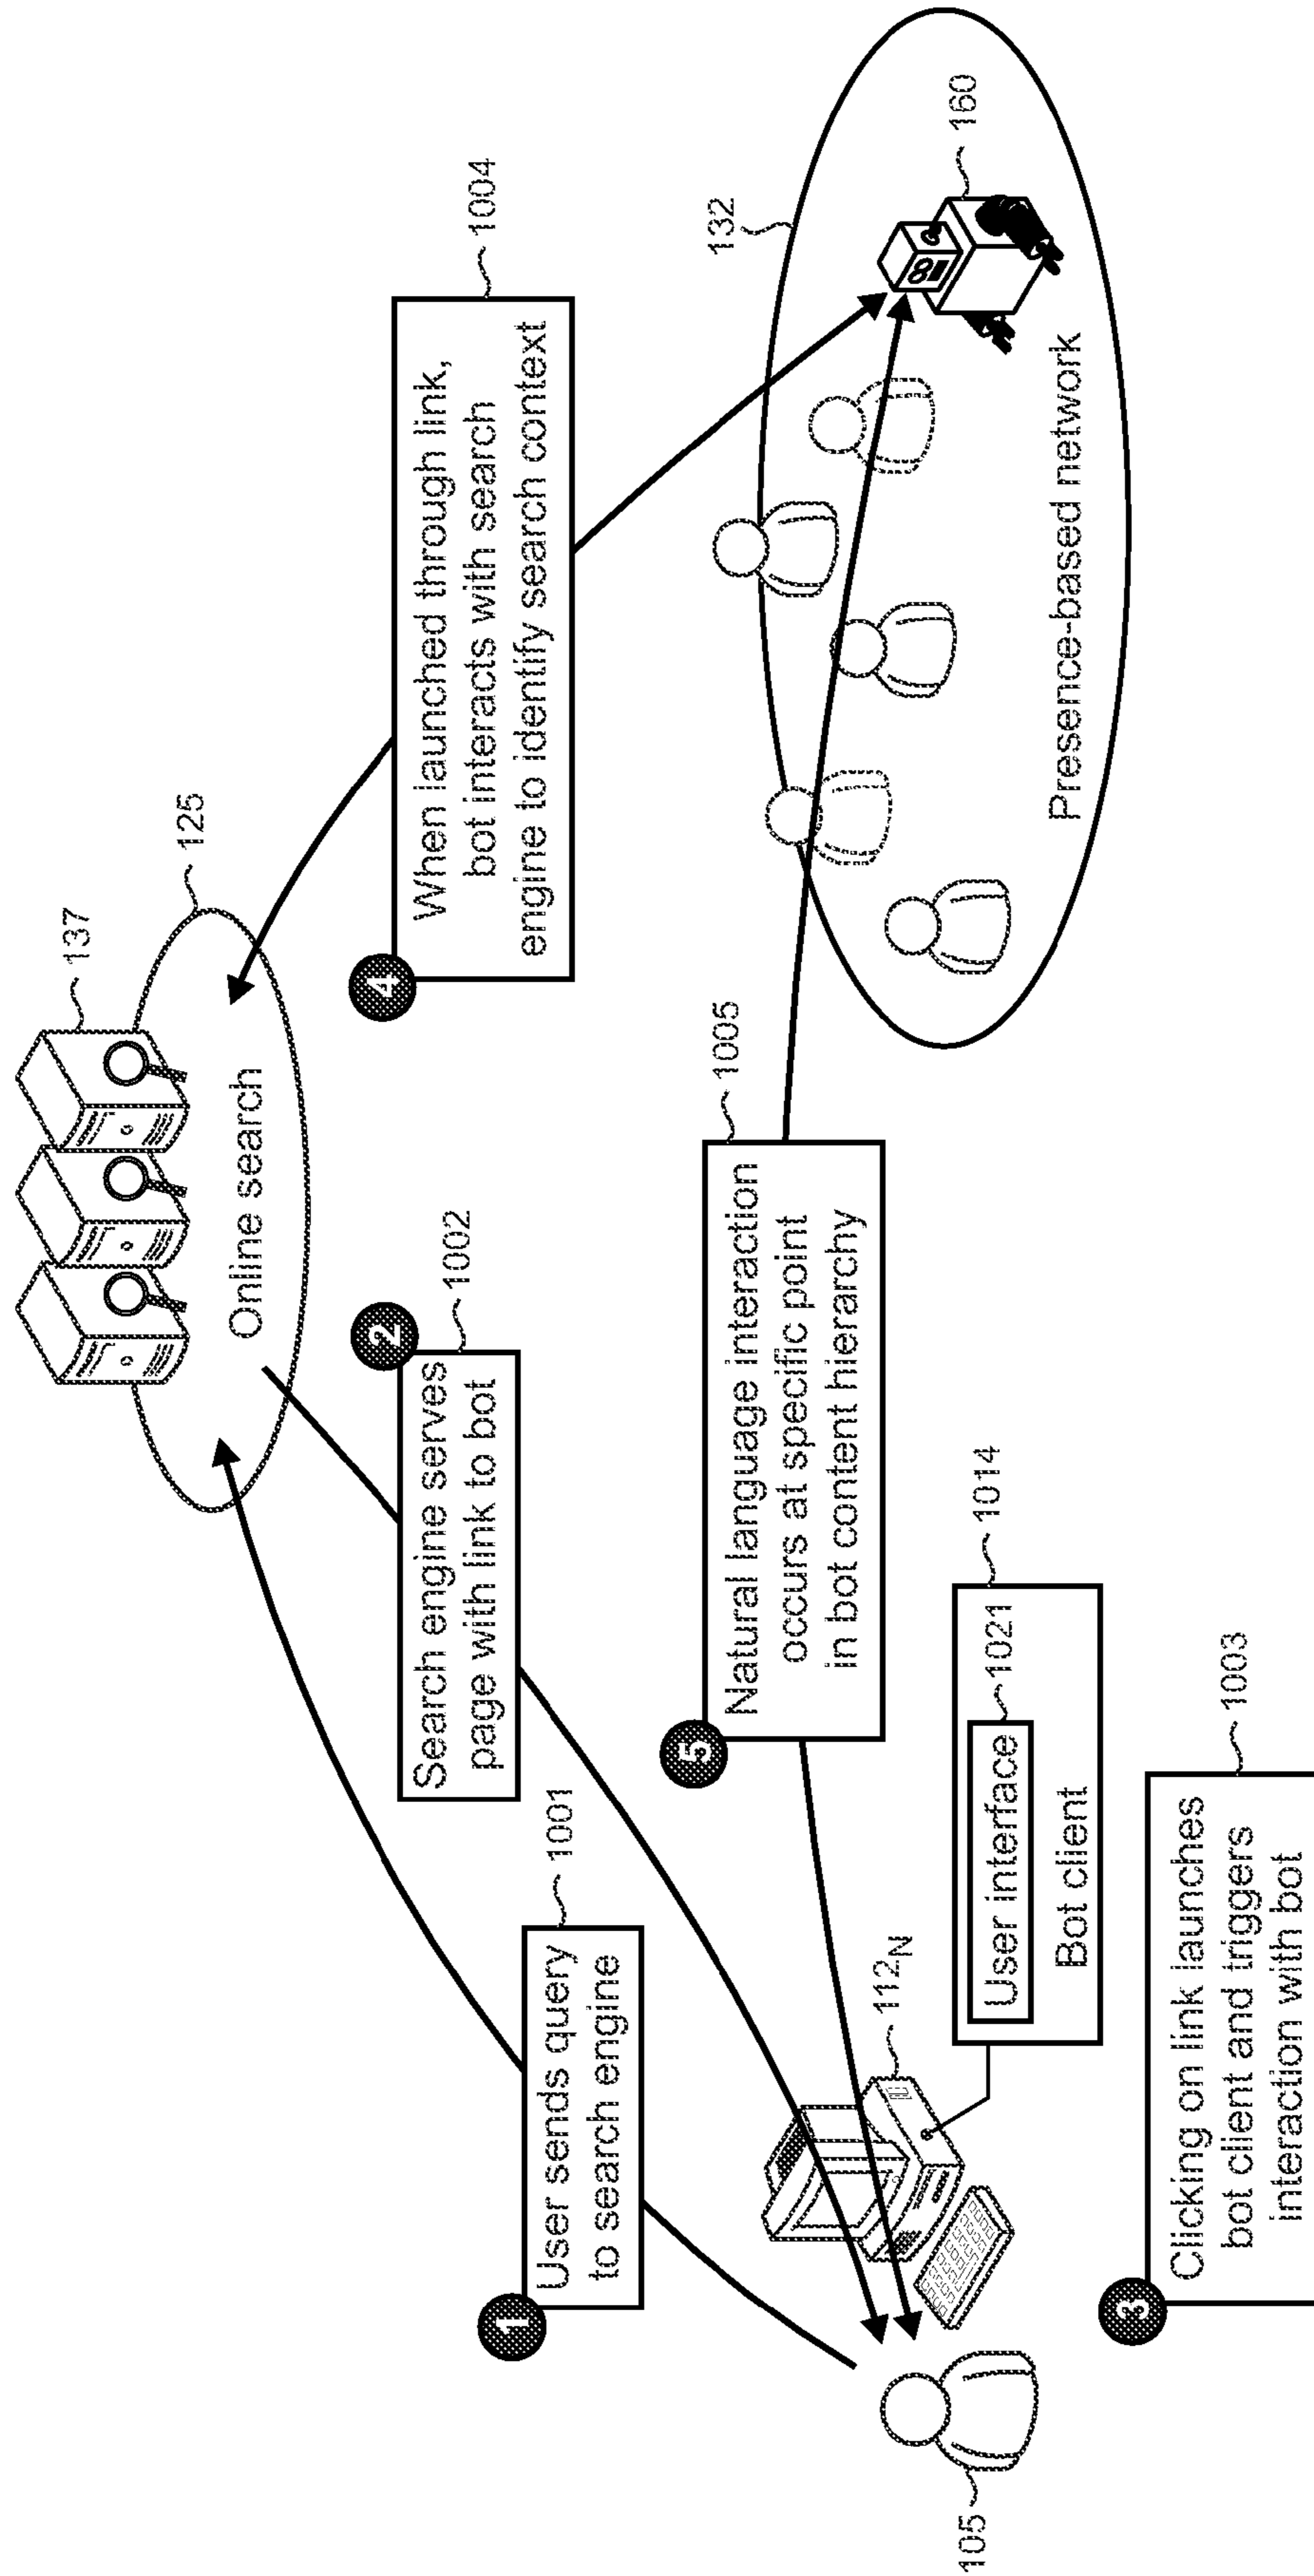 137
125
Online search
1
User sends query
to search engine
1001
2
Search engine serves
page with link to bot
1002
4
When launched through link,
bot interacts with search
engine to identify search context
1004
5
Natural language interaction
occurs at specific point
in bot content hierarchy
1005
132
160
Presence-based network
105
112N
User interface
1021
Bot client
1014
3
Clicking on link launches
bot client and triggers
interaction with bot
1003